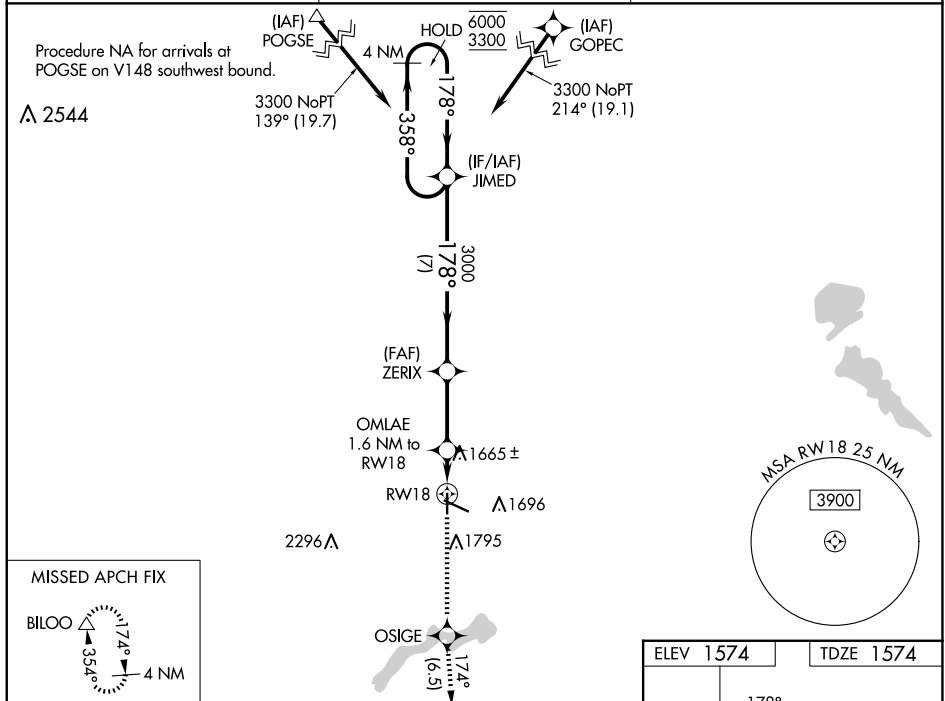 (IAF)
POGSE
HOLD
6000
3300
(IAF)
GOPEC
Procedure NA for arrivals at
POGSE on V148 southwest bound.
4 NM
2544
3300 NoPT
139° (19.7)
3300 NoPT
214° (19.1)
178°
358°
(IF/IAF)
JIMED
3000
178°
(7)
(FAF)
ZERIX
OMLAE
1.6 NM to
RW18
1665 ±
RW18
1696
2296
1795
MSA RW18 25 NM
3900
MISSED APCH FIX
BILOO
174°
354°
4 NM
OSIGE
174°
(6.5)
ELEV 1574
TDZE 1574